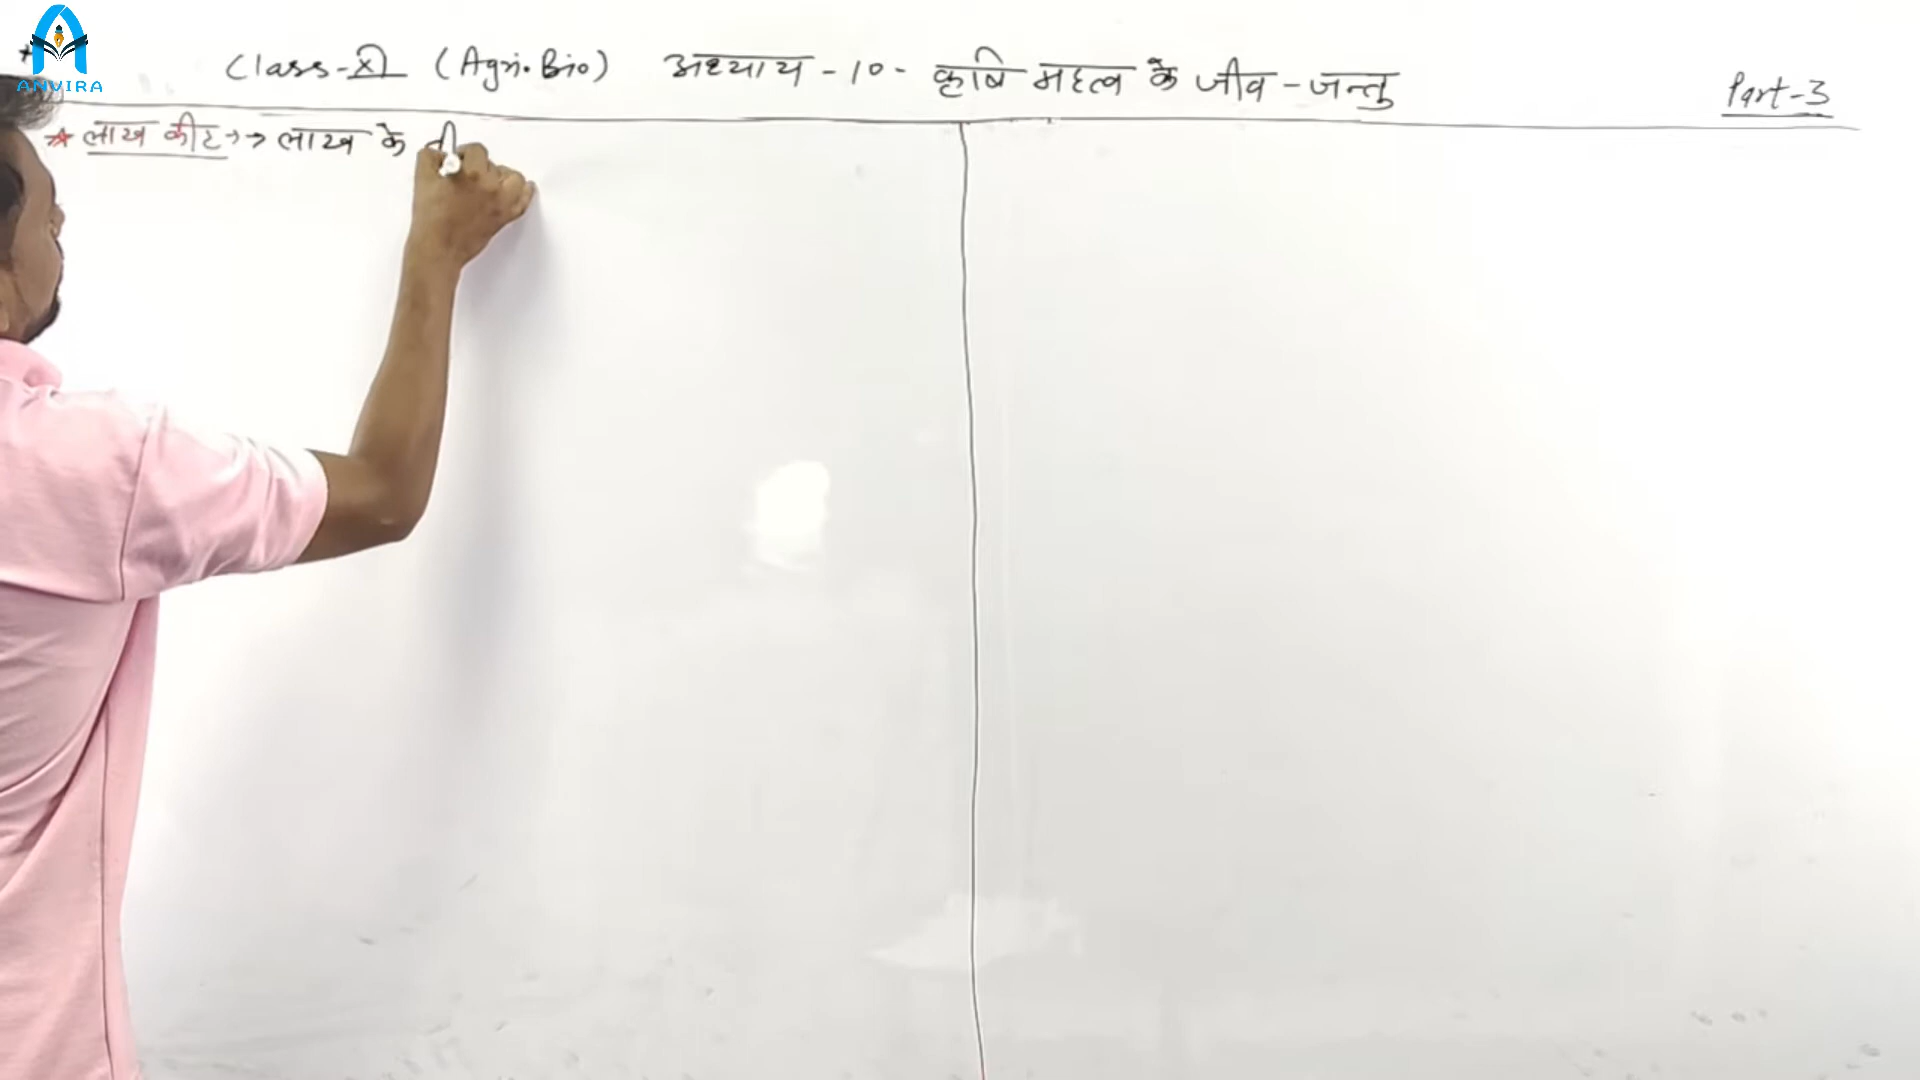 ANVIRA
Class-XI (Agri. Bio) अध्याय - 10 - कृषि महत्व के जीव - जन्तु
Part-3
* लाख कीट →→ लाख के